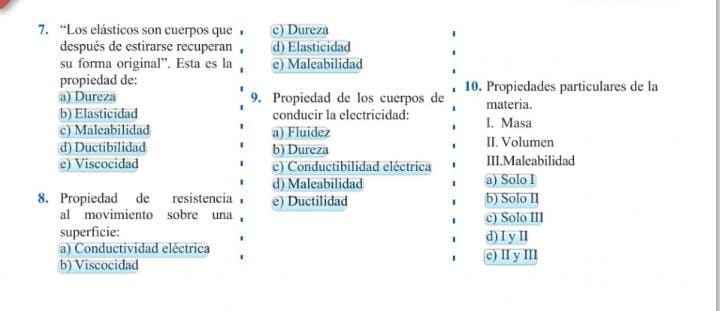 7. “Los elásticos son cuerpos que
después de estirarse recuperan
su forma original”. Esta es la
propiedad de:
a) Dureza
b) Elasticidad
c) Maleabilidad
d) Ductibilidad
e) Viscocidad
8. Propiedad de resistencia
al movimiento sobre una
superficie:
a) Conductividad eléctrica
b) Viscocidad
c) Dureza
d) Elasticidad
e) Maleabilidad
9. Propiedad de los cuerpos de
conducir la electricidad:
a) Fluidez
b) Dureza
c) Conductibilidad eléctrica
d) Maleabilidad
e) Ductilidad
10. Propiedades particulares de la
materia.
I. Masa
II. Volumen
III.Maleabilidad
a) Solo I
b) Solo II
c) Solo III
d) I y II
e) II y III